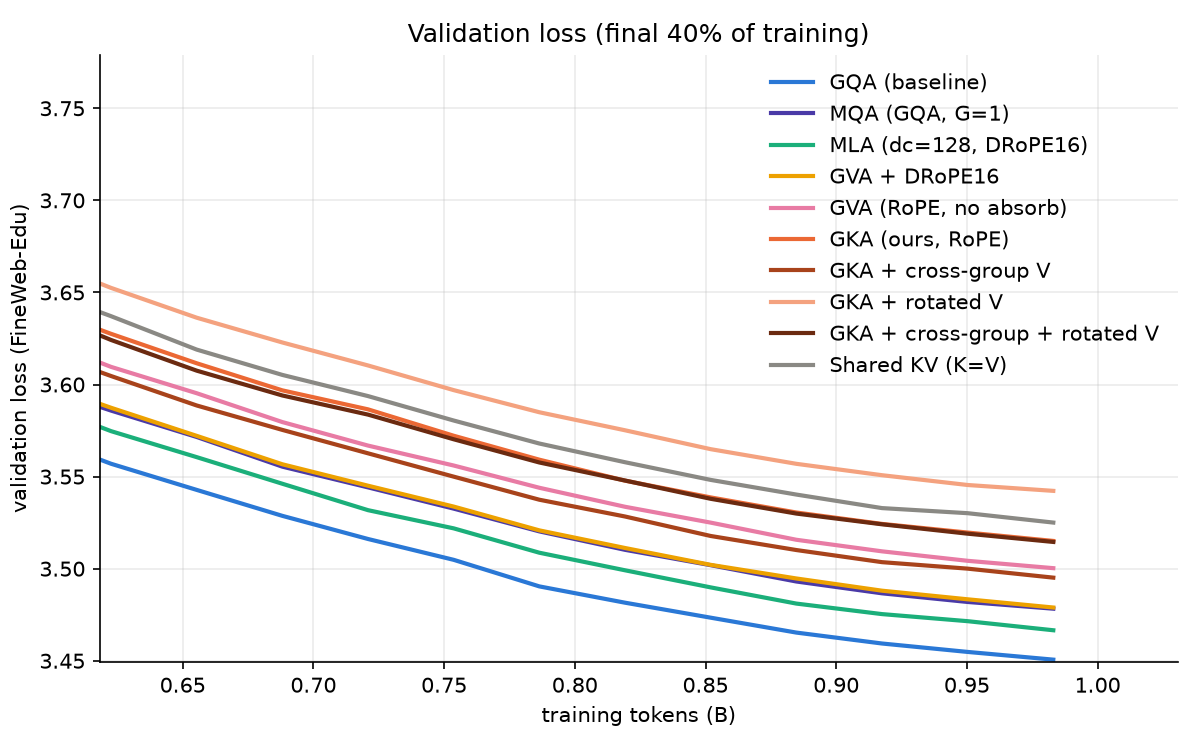 Validation loss (final 40% of training)
GQA (baseline)
MQA (GQA, G=1)
MLA (dc=128, DRoPE16)
GVA + DRoPE16
GVA (RoPE, no absorb)
GKA (ours, RoPE)
GKA + cross-group V
GKA + rotated V
GKA + cross-group + rotated V
Shared KV (K=V)
validation loss (FineWeb-Edu)
3.75
3.70
3.65
3.60
3.55
3.50
3.45
0.65 0.70 0.75 0.80 0.85 0.90 0.95 1.00
training tokens (B)